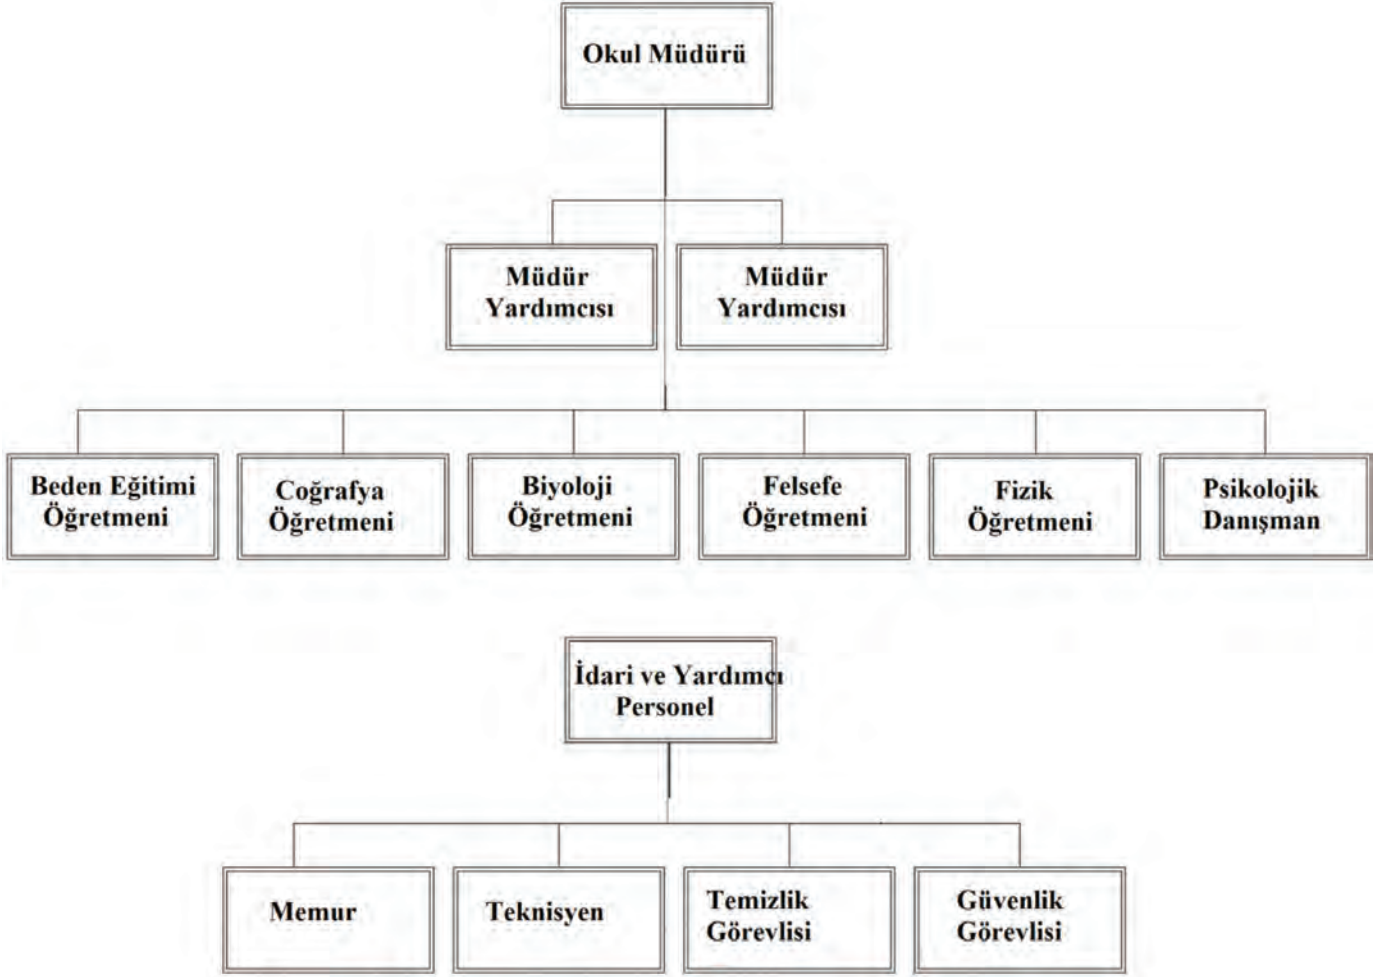 Okul Müdürü
Müdür
Yardımcısı
Müdür
Yardımcısı
Beden Eğitimi
Öğretmeni
Coğrafya
Öğretmeni
Biyoloji
Öğretmeni
Felsefe
Öğretmeni
Fizik
Öğretmeni
Psikolojik
Danışman
İdari ve Yardımcı
Personel
Memur
Teknisyen
Temizlik
Görevlisi
Güvenlik
Görevlisi